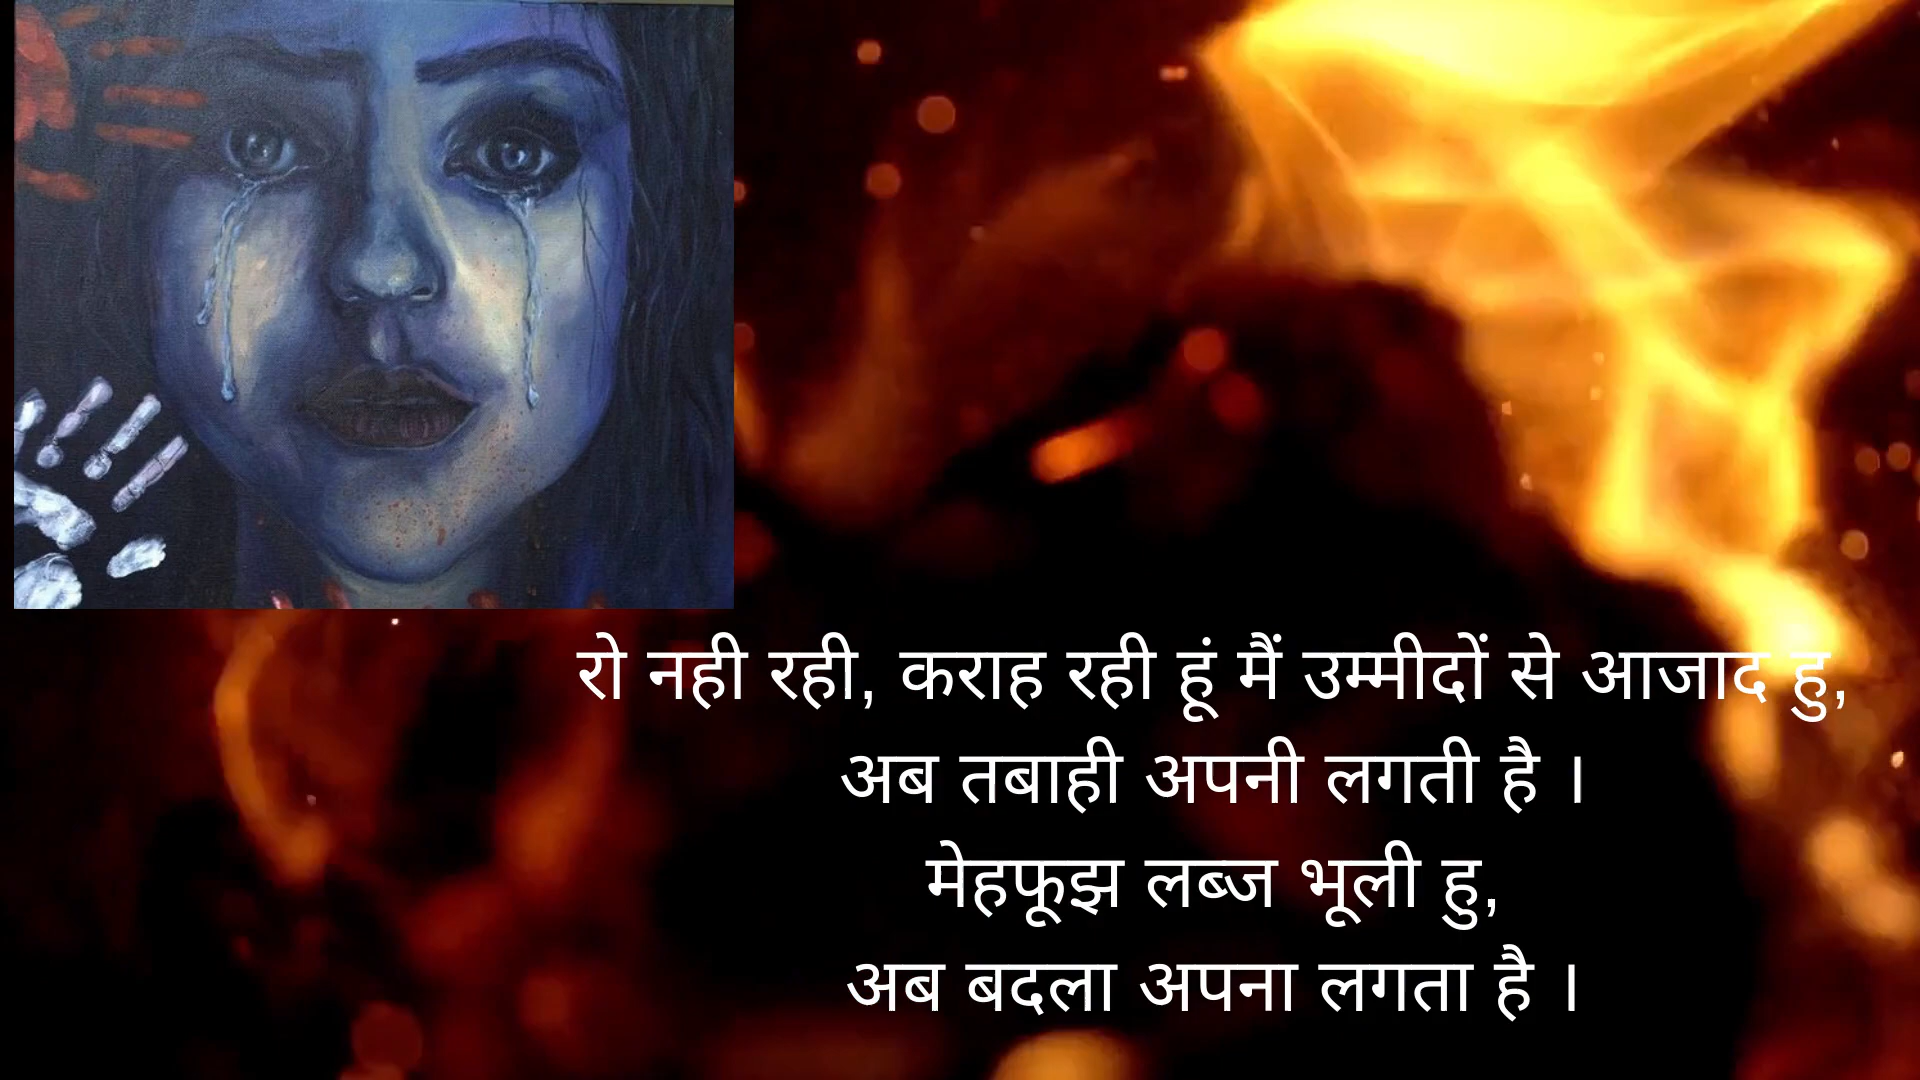 रो नही रही, कराह रही हूं मैं उम्मीदों से आजाद हु,
अब तबाही अपनी लगती है ।
मेहफूझ लब्ज भूली हु,
अब बदला अपना लगता है ।